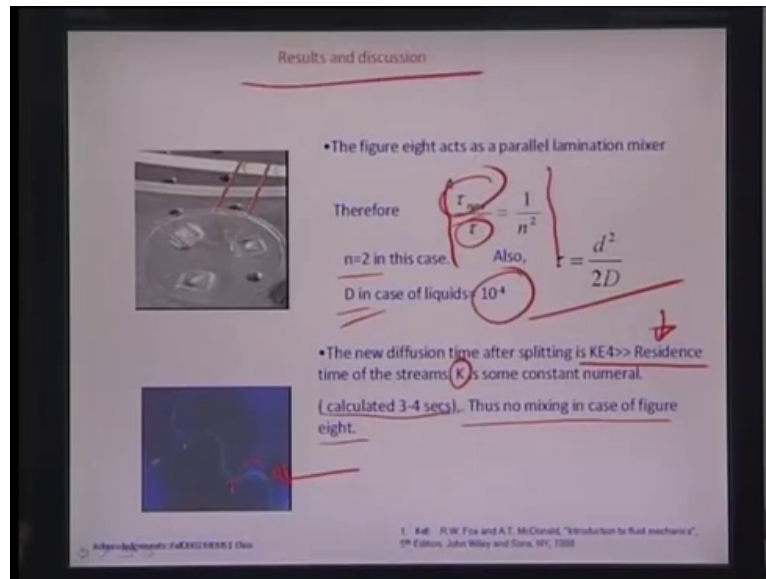 Results and discussion
•The figure eight acts as a parallel lamination mixer
Therefore
τ / τ = 1 / n²
n=2 in this case. Also, τ = d² / 2D
D in case of liquids= 10⁻⁴
•The new diffusion time after splitting is KE4>> Residence
time of the streams K is some constant numeral.
( calculated 3-4 secs),. Thus no mixing in case of figure
eight.
1. Ref: R.W. Fox and A.T. McDonald, "Introduction to fluid mechanics",
5th Edition, John Wiley and Sons, NY, 1998
Class